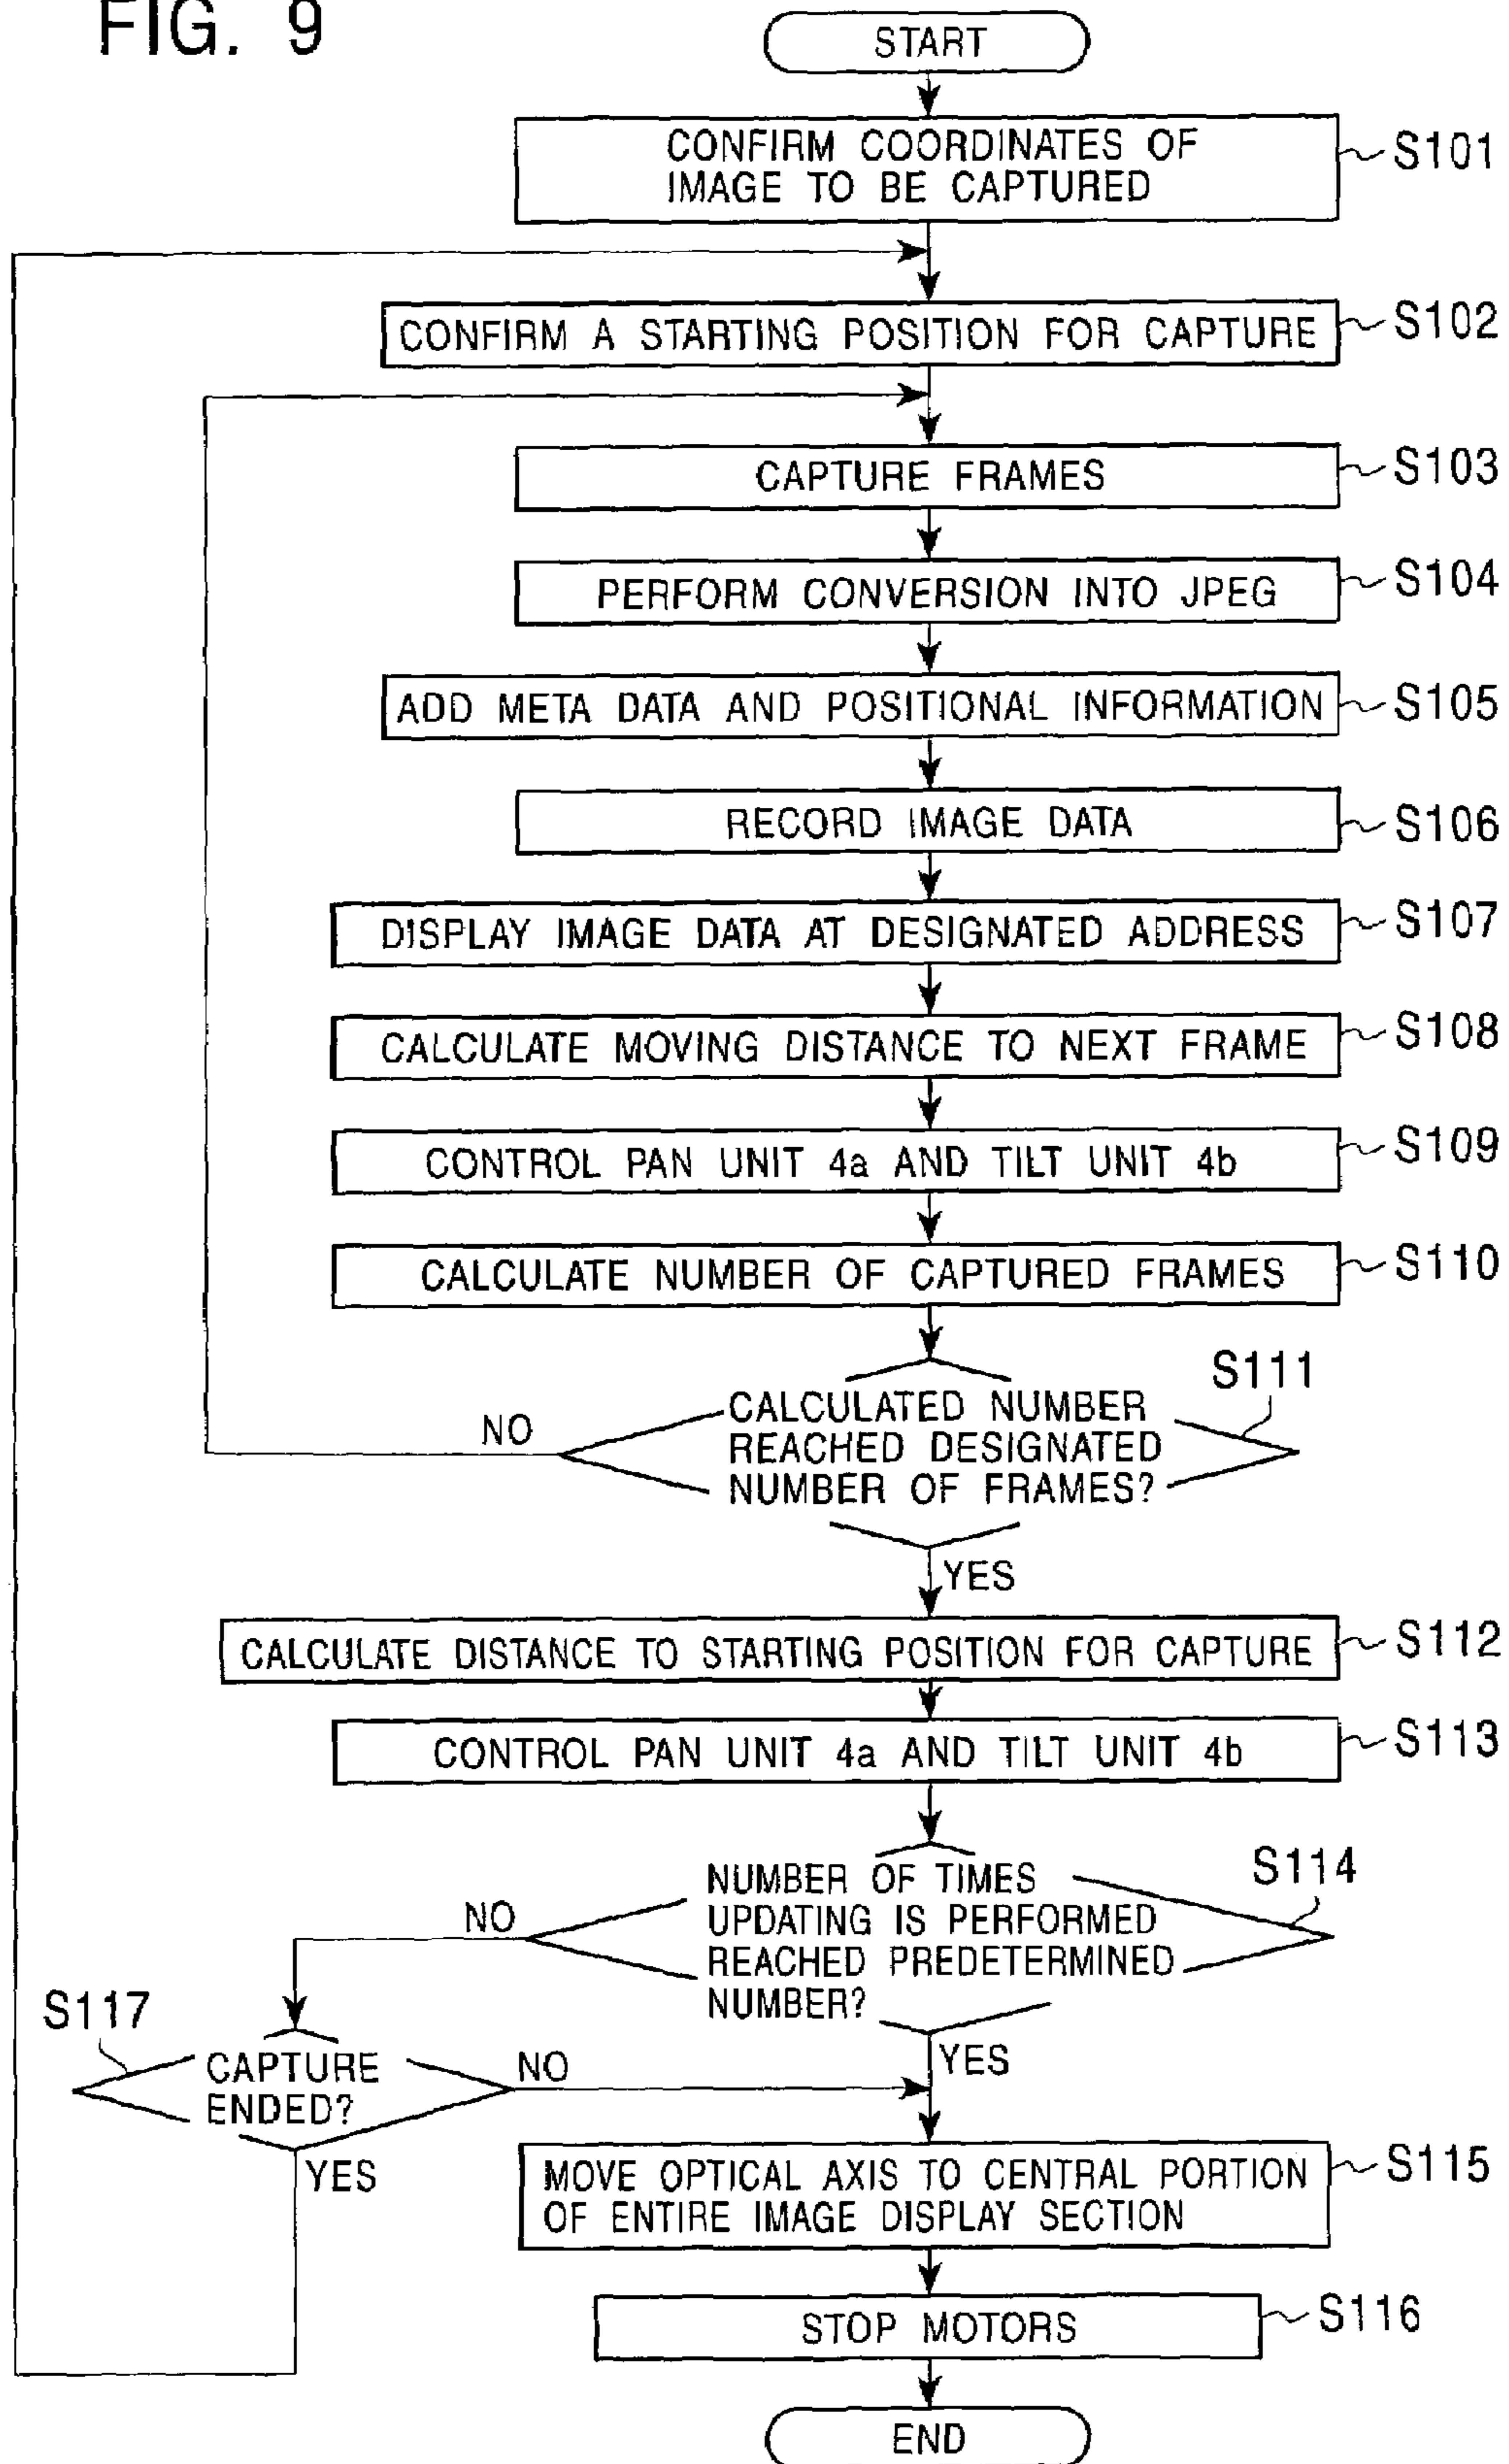 FIG. 9
START
CONFIRM COORDINATES OF
IMAGE TO BE CAPTURED
S101
CONFIRM A STARTING POSITION FOR CAPTURE
S102
CAPTURE FRAMES
S103
PERFORM CONVERSION INTO JPEG
S104
ADD META DATA AND POSITIONAL INFORMATION
S105
RECORD IMAGE DATA
S106
DISPLAY IMAGE DATA AT DESIGNATED ADDRESS
S107
CALCULATE MOVING DISTANCE TO NEXT FRAME
S108
CONTROL PAN UNIT 4a AND TILT UNIT 4b
S109
CALCULATE NUMBER OF CAPTURED FRAMES
S110
S111
CALCULATED NUMBER
REACHED DESIGNATED
NUMBER OF FRAMES?
NO
YES
CALCULATE DISTANCE TO STARTING POSITION FOR CAPTURE
S112
CONTROL PAN UNIT 4a AND TILT UNIT 4b
S113
S114
NUMBER OF TIMES
UPDATING IS PERFORMED
REACHED PREDETERMINED
NUMBER?
NO
YES
S117
CAPTURE
ENDED?
NO
YES
MOVE OPTICAL AXIS TO CENTRAL PORTION
OF ENTIRE IMAGE DISPLAY SECTION
S115
STOP MOTORS
S116
END